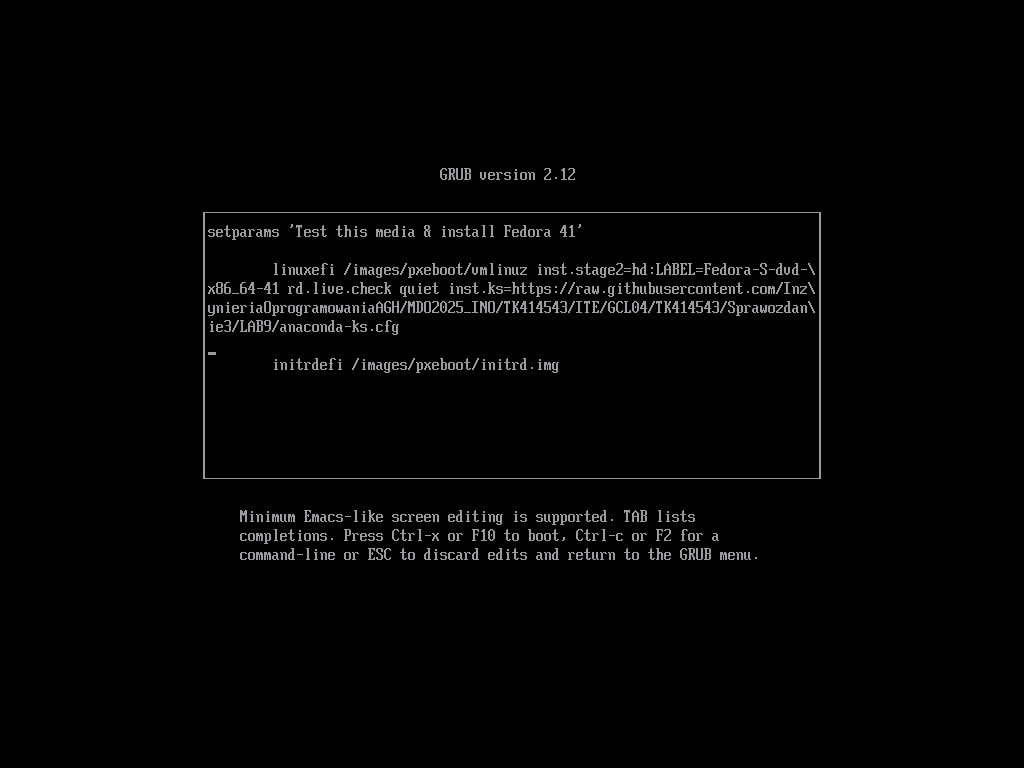 GRUB version 2.12
setparams 'Test this media & install Fedora 41'
linuxefi /images/pxeboot/vmlinuz inst.stage2=hd:LABEL=Fedora-S-dvd-\
x86_64-41 rd.live.check quiet inst.ks=https://raw.githubusercontent.com/Inz\
ynieriaOprogramowaniaAGH/MDO2025_INO/TK414543/ITE/GCL04/TK414543/Sprawozdan\
ie3/LAB9/anaconda-ks.cfg
initrdefi /images/pxeboot/initrd.img
Minimum Emacs-like screen editing is supported. TAB lists
completions. Press Ctrl-x or F10 to boot, Ctrl-c or F2 for a
command-line or ESC to discard edits and return to the GRUB menu.